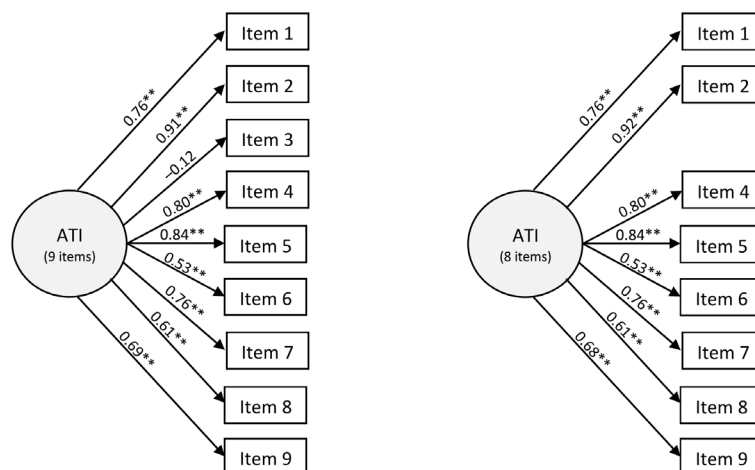 Item 1
0.76**
Item 2
0.91**
Item 3
–0.12
Item 4
0.80**
ATI
(9 items)
Item 5
0.84**
Item 6
0.53**
Item 7
0.76**
Item 8
0.61**
Item 9
0.69**
Item 1
0.76**
Item 2
0.92**
Item 4
0.80**
ATI
(8 items)
Item 5
0.84**
Item 6
0.53**
Item 7
0.76**
Item 8
0.61**
Item 9
0.68**